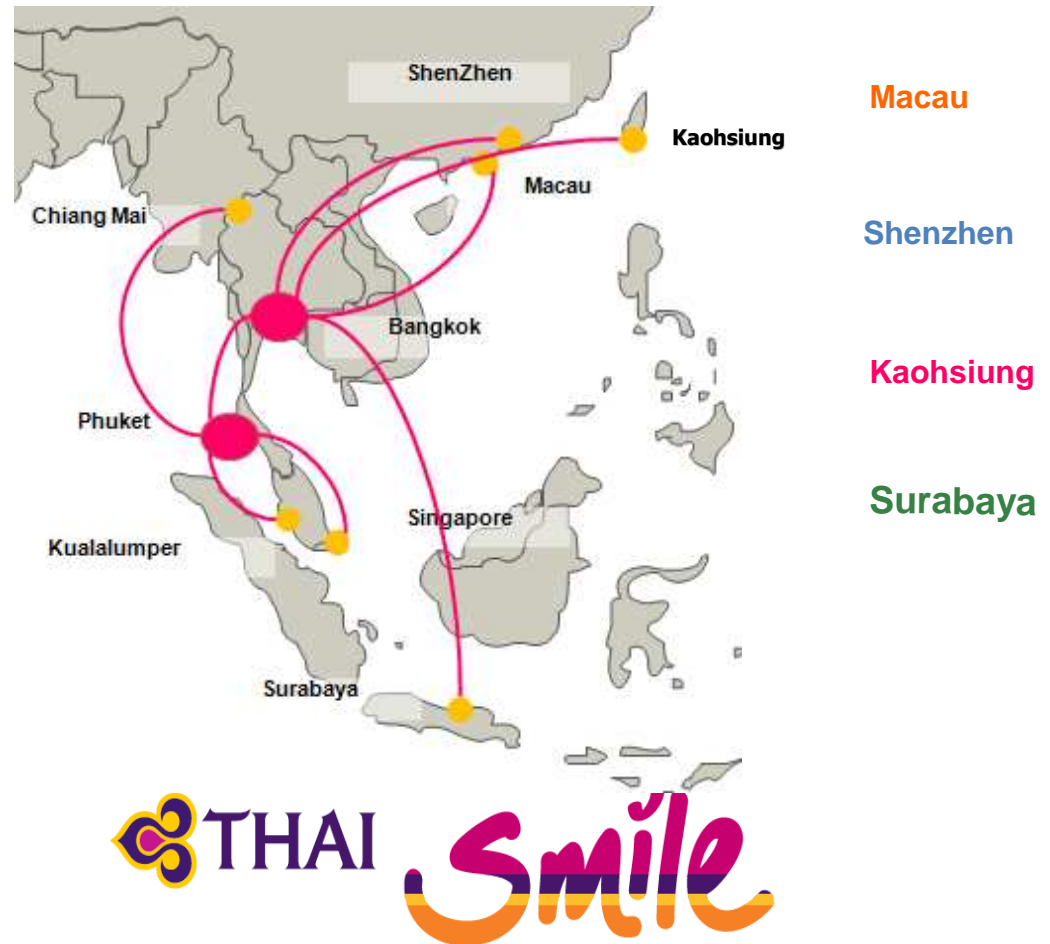 ShenZhen
Macau
Kaohsiung
Macau
Chiang Mai
Shenzhen
Bangkok
Kaohsiung
Phuket
Surabaya
Singapore
Kualalumper
Surabaya
THAI
Smile